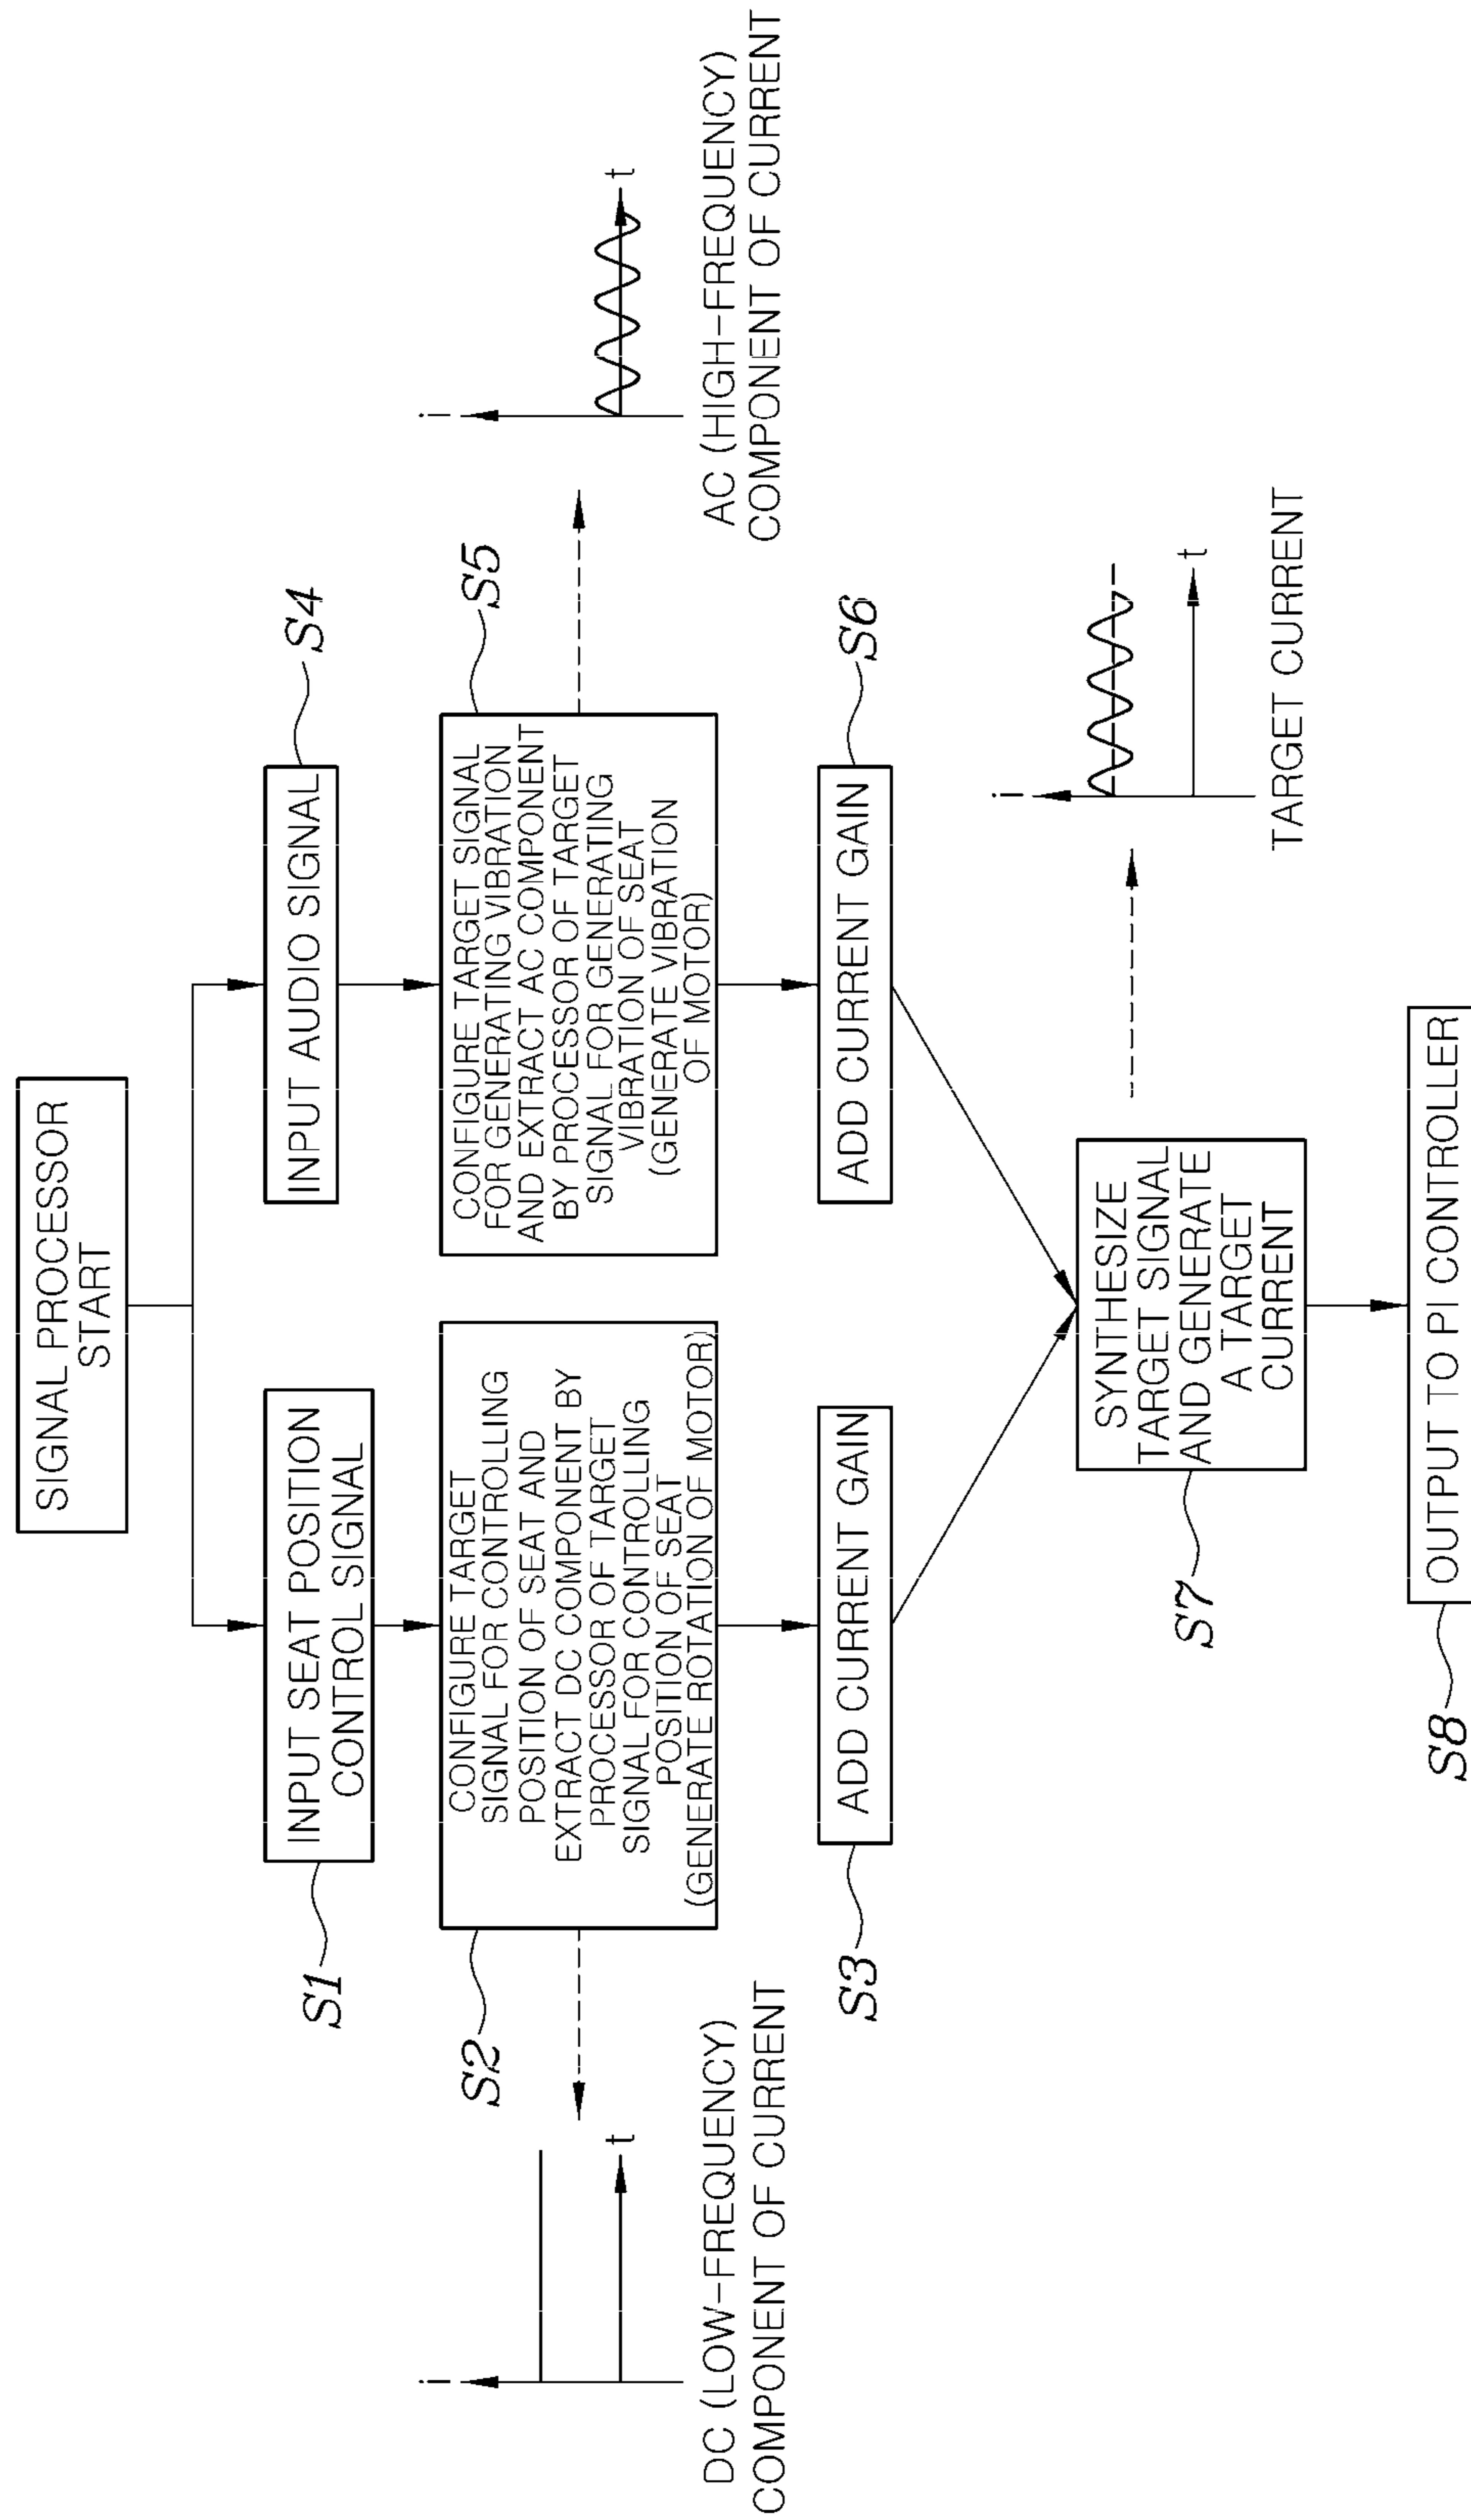 SIGNAL PROCESSOR
START
S1
INPUT SEAT POSITION
CONTROL SIGNAL
INPUT AUDIO SIGNAL
S4
i
t
DC (LOW-FREQUENCY)
COMPONENT OF CURRENT
S2
CONFIGURE TARGET
SIGNAL FOR CONTROLLING
POSITION OF SEAT AND
EXTRACT DC COMPONENT BY
PROCESSOR OF TARGET
SIGNAL FOR CONTROLLING
POSITION OF SEAT
(GENERATE ROTATION OF MOTOR)
CONFIGURE TARGET SIGNAL
FOR GENERATING VIBRATION
AND EXTRACT AC COMPONENT
BY PROCESSOR OF TARGET
SIGNAL FOR GENERATING
VIBRATION OF SEAT
(GENERATE VIBRATION
OF MOTOR)
S5
i
t
AC (HIGH-FREQUENCY)
COMPONENT OF CURRENT
S3
ADD CURRENT GAIN
ADD CURRENT GAIN
S6
S7
SYNTHESIZE
TARGET SIGNAL
AND GENERATE
A TARGET
CURRENT
i
t
TARGET CURRENT
S8
OUTPUT TO PI CONTROLLER